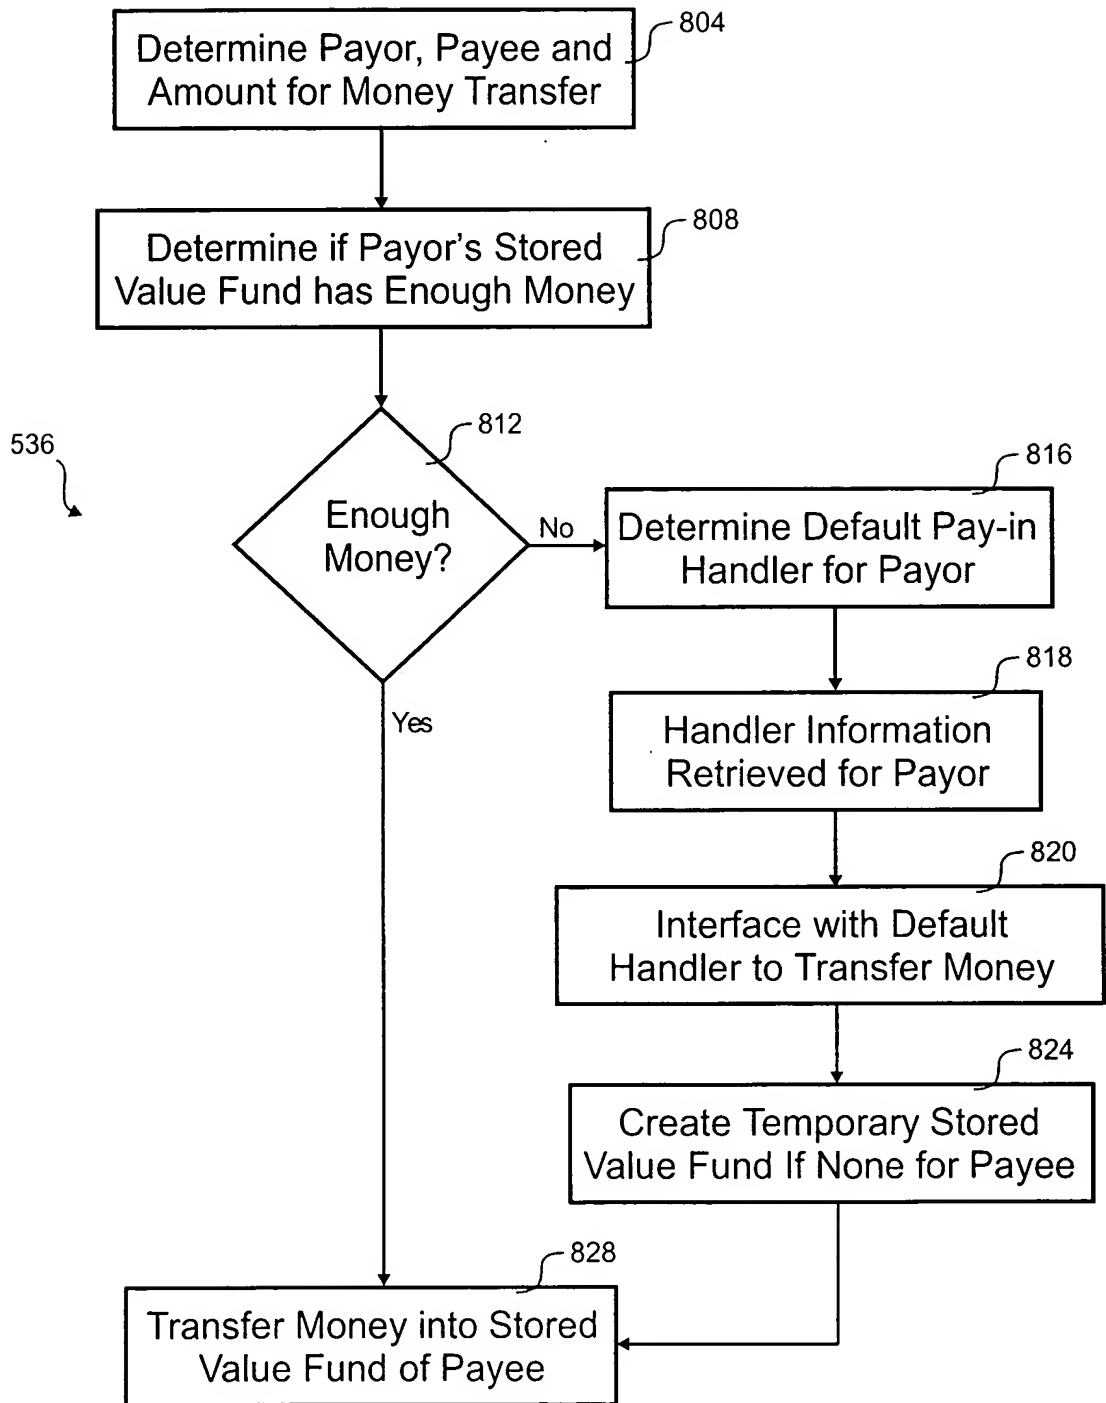 804
Determine Payor, Payee and
Amount for Money Transfer
808
Determine if Payor's Stored
Value Fund has Enough Money
812
536
Enough
Money?
No
Yes
816
Determine Default Pay-in
Handler for Payor
818
Handler Information
Retrieved for Payor
820
Interface with Default
Handler to Transfer Money
824
Create Temporary Stored
Value Fund If None for Payee
828
Transfer Money into Stored
Value Fund of Payee